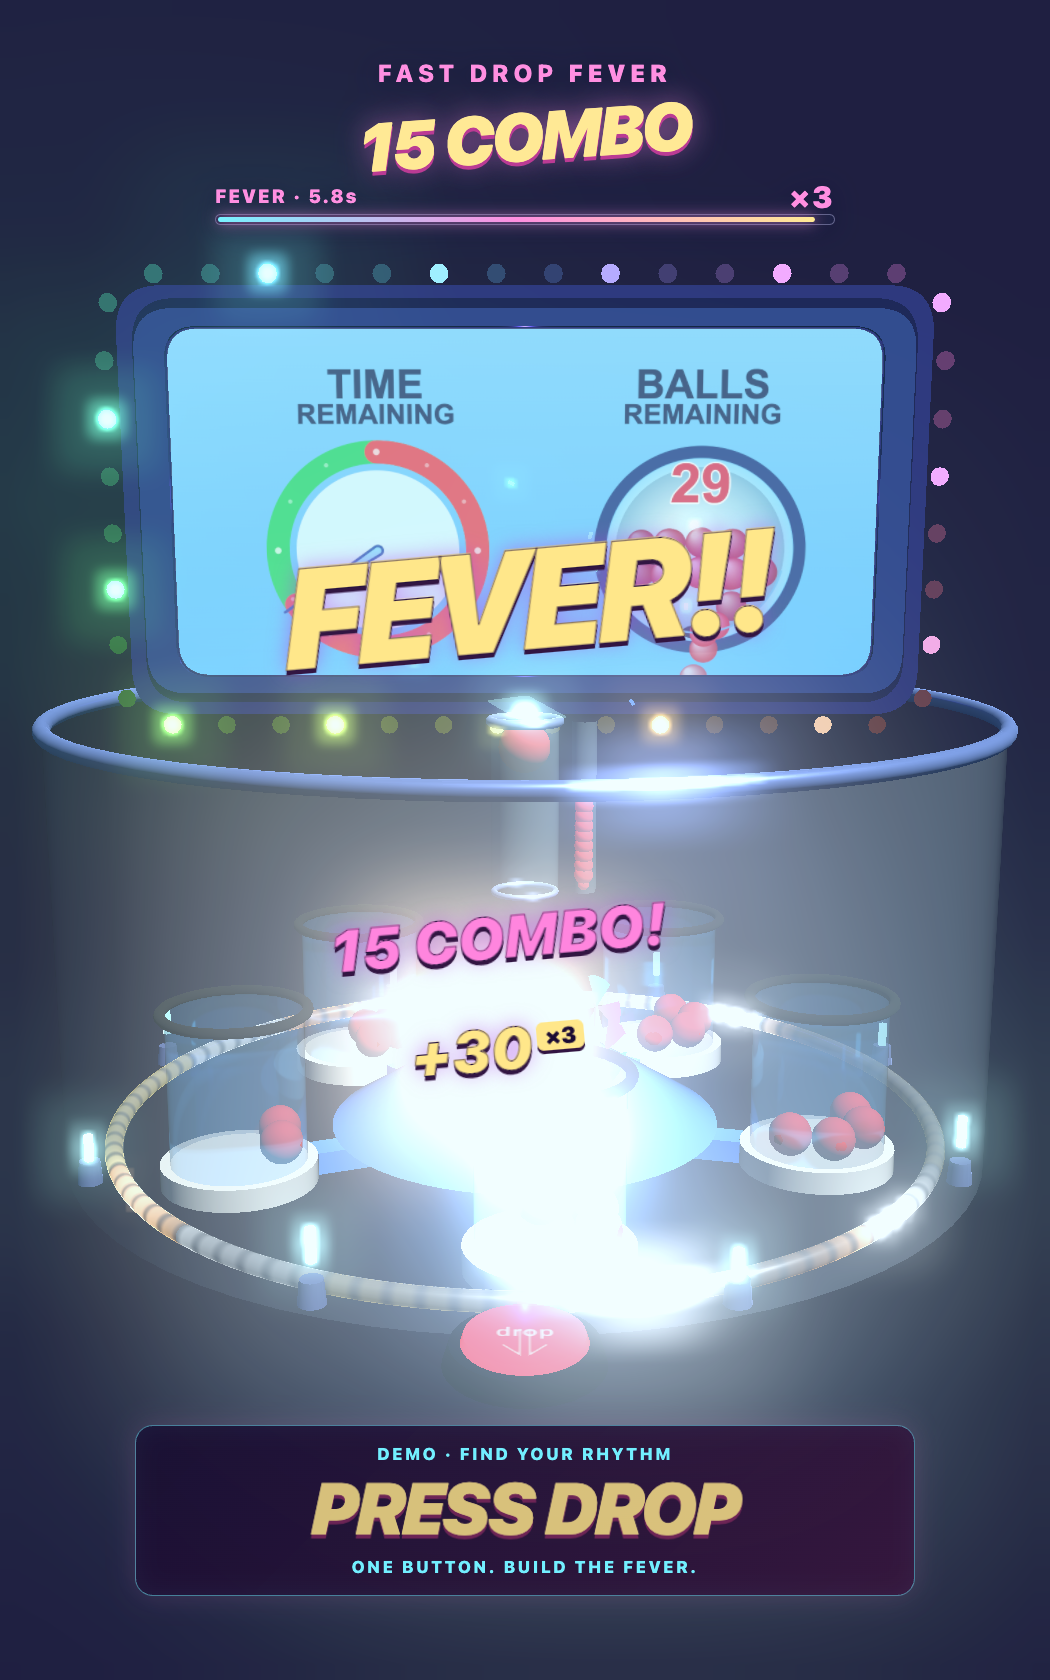 FAST DROP FEVER
15 COMBO
FEVER · 5.8s
×3
TIME
REMAINING
BALLS
REMAINING
29
FEVER!!
15 COMBO!
+30 ×3
drop
DEMO · FIND YOUR RHYTHM
PRESS DROP
ONE BUTTON. BUILD THE FEVER.